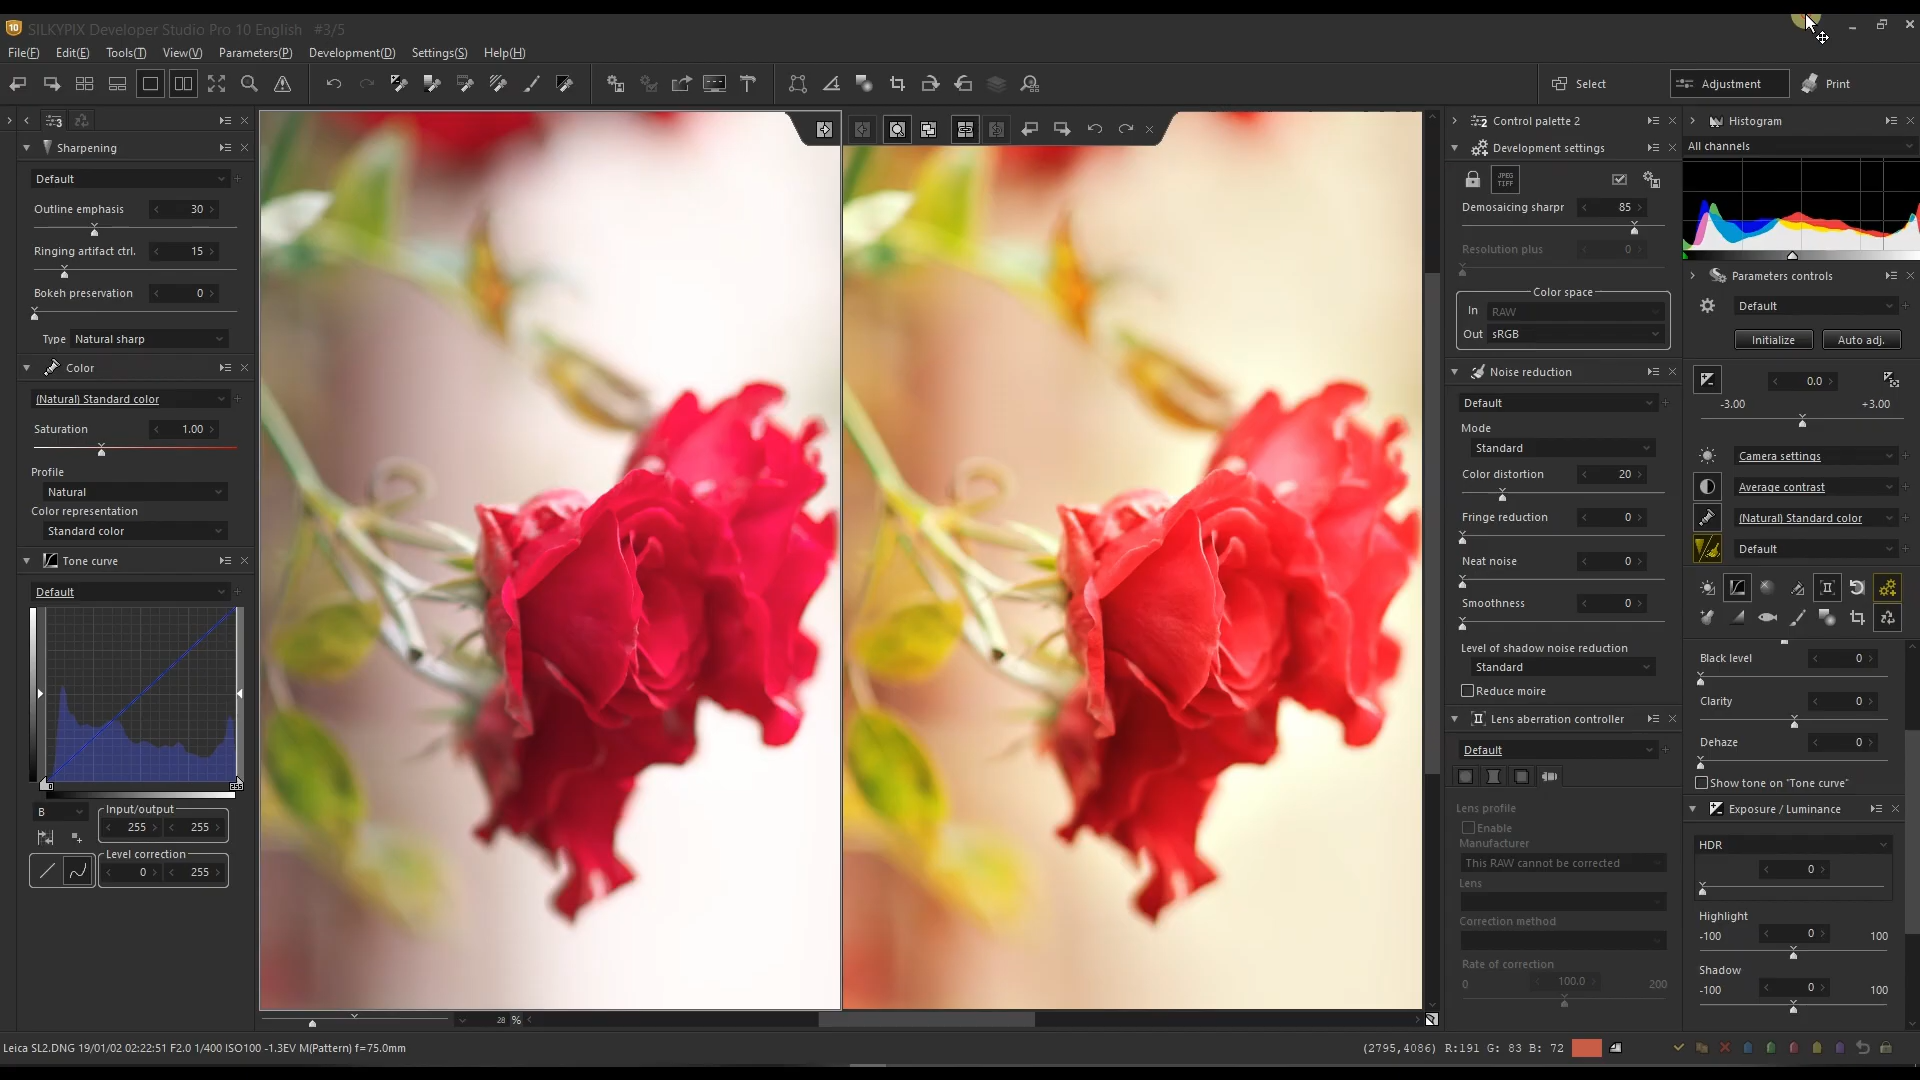 10 SILKYPIX Developer Studio Pro 10 English #3/5
File(F) Edit(E) Tools(T) View(V) Parameters(P) Development(D) Settings(S) Help(H)
Select Adjustment Print
3
Sharpening
Default
Outline emphasis 30
Ringing artifact ctrl. 15
Bokeh preservation 0
Type Natural sharp
Color
(Natural) Standard color
Saturation 1.00
Profile
Natural
Color representation
Standard color
Tone curve
Default
0 255
B
Input/output
255 255
Level correction
0 255
28 %
2 Control palette 2
Development settings
JPEG
TIFF
Demosaicing sharpr 85
Resolution plus 0
Color space
In RAW
Out sRGB
Noise reduction
Default
Mode
Standard
Color distortion 20
Fringe reduction 0
Neat noise 0
Smoothness 0
Level of shadow noise reduction
Standard
Reduce moire
Lens aberration controller
Default
Lens profile
Enable
Manufacturer
This RAW cannot be corrected
Lens
Correction method
Rate of correction
0 100.0 200
Histogram
All channels
Parameters controls
Default
Initialize Auto adj.
0.0
-3.00 +3.00
Camera settings
Average contrast
(Natural) Standard color
Default
Black level 0
Clarity 0
Dehaze 0
Show tone on "Tone curve"
Exposure / Luminance
HDR
0
Highlight
-100 0 100
Shadow
-100 0 100
Leica SL2.DNG 19/01/02 02:22:51 F2.0 1/400 ISO100 -1.3EV M(Pattern) f=75.0mm
(2795,4086) R:191 G: 83 B: 72